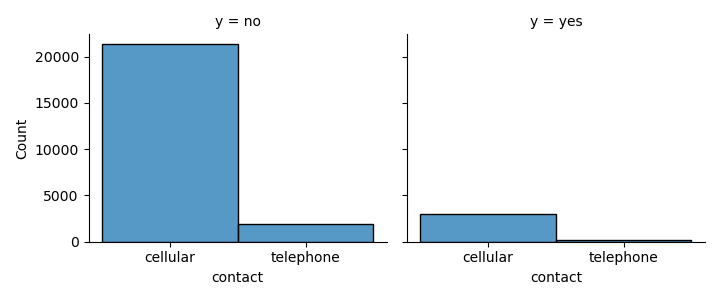 y = no
y = yes
Count
20000
15000
10000
5000
0
cellular
telephone
cellular
telephone
contact
contact